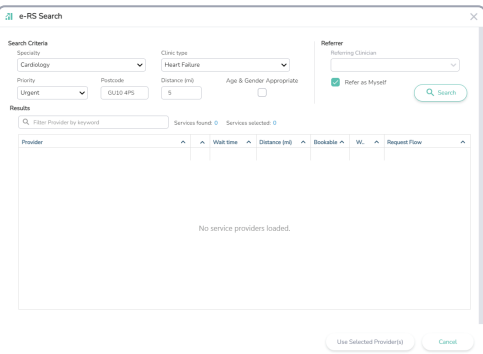 e-RS Search
Search Criteria
Referrer
Specialty
Clinic type
Referring Clinician
Cardiology
Heart Failure
Priority
Postcode
Distance (mi)
Age & Gender Appropriate
Refer as Myself
Urgent
GU10 4PS
5
Search
Results
Filter Provider by keyword
Services found: 0 Services selected: 0
Provider
Wait time
Distance (mi)
Bookable
W..
Request Flow
No service providers loaded.
Use Selected Provider(s)
Cancel